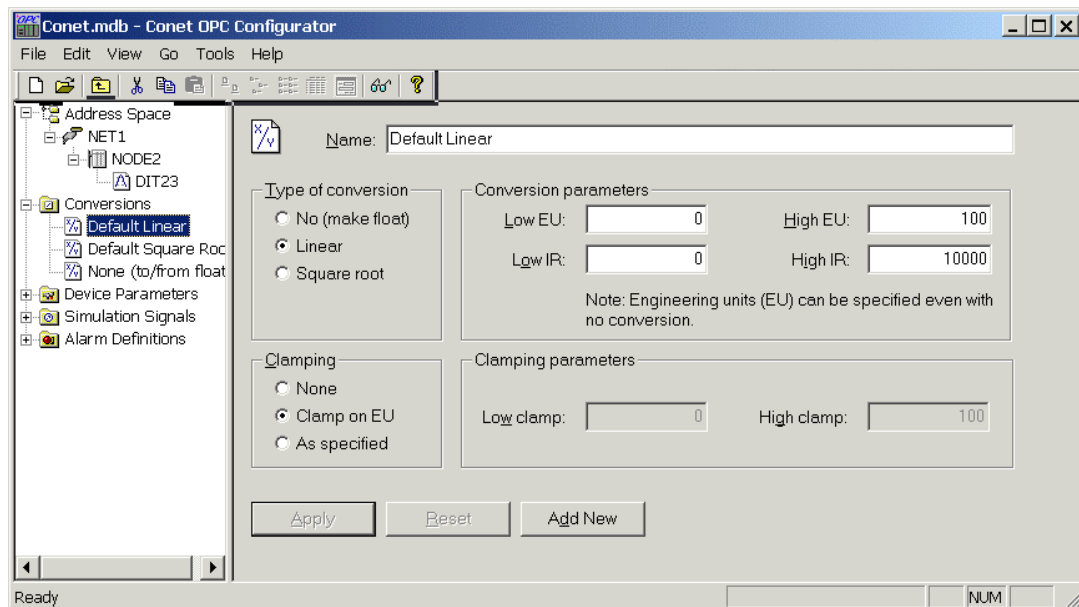 OPC Conet.mdb - Conet OPC Configurator
File Edit View Go Tools Help
Address Space
NET1
NODE2
DIT23
Conversions
Default Linear
Default Square Roo
None (to/from float
Device Parameters
Simulation Signals
Alarm Definitions
X/Y Name: Default Linear
Type of conversion
No (make float)
Linear
Square root
Conversion parameters
Low EU: 0 High EU: 100
Low IR: 0 High IR: 10000
Note: Engineering units (EU) can be specified even with
no conversion.
Clamping
None
Clamp on EU
As specified
Clamping parameters
Low clamp: 0 High clamp: 100
Apply Reset Add New
Ready NUM